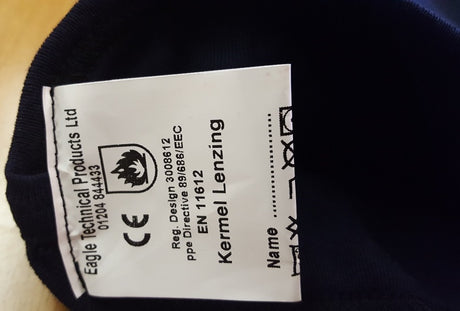 Eagle Technical Products Ltd
01204 844433
CE
Reg. Design 3008612
ppe Directive 89/686/EEC
EN 11612
Kermel Lenzing
Name ....................